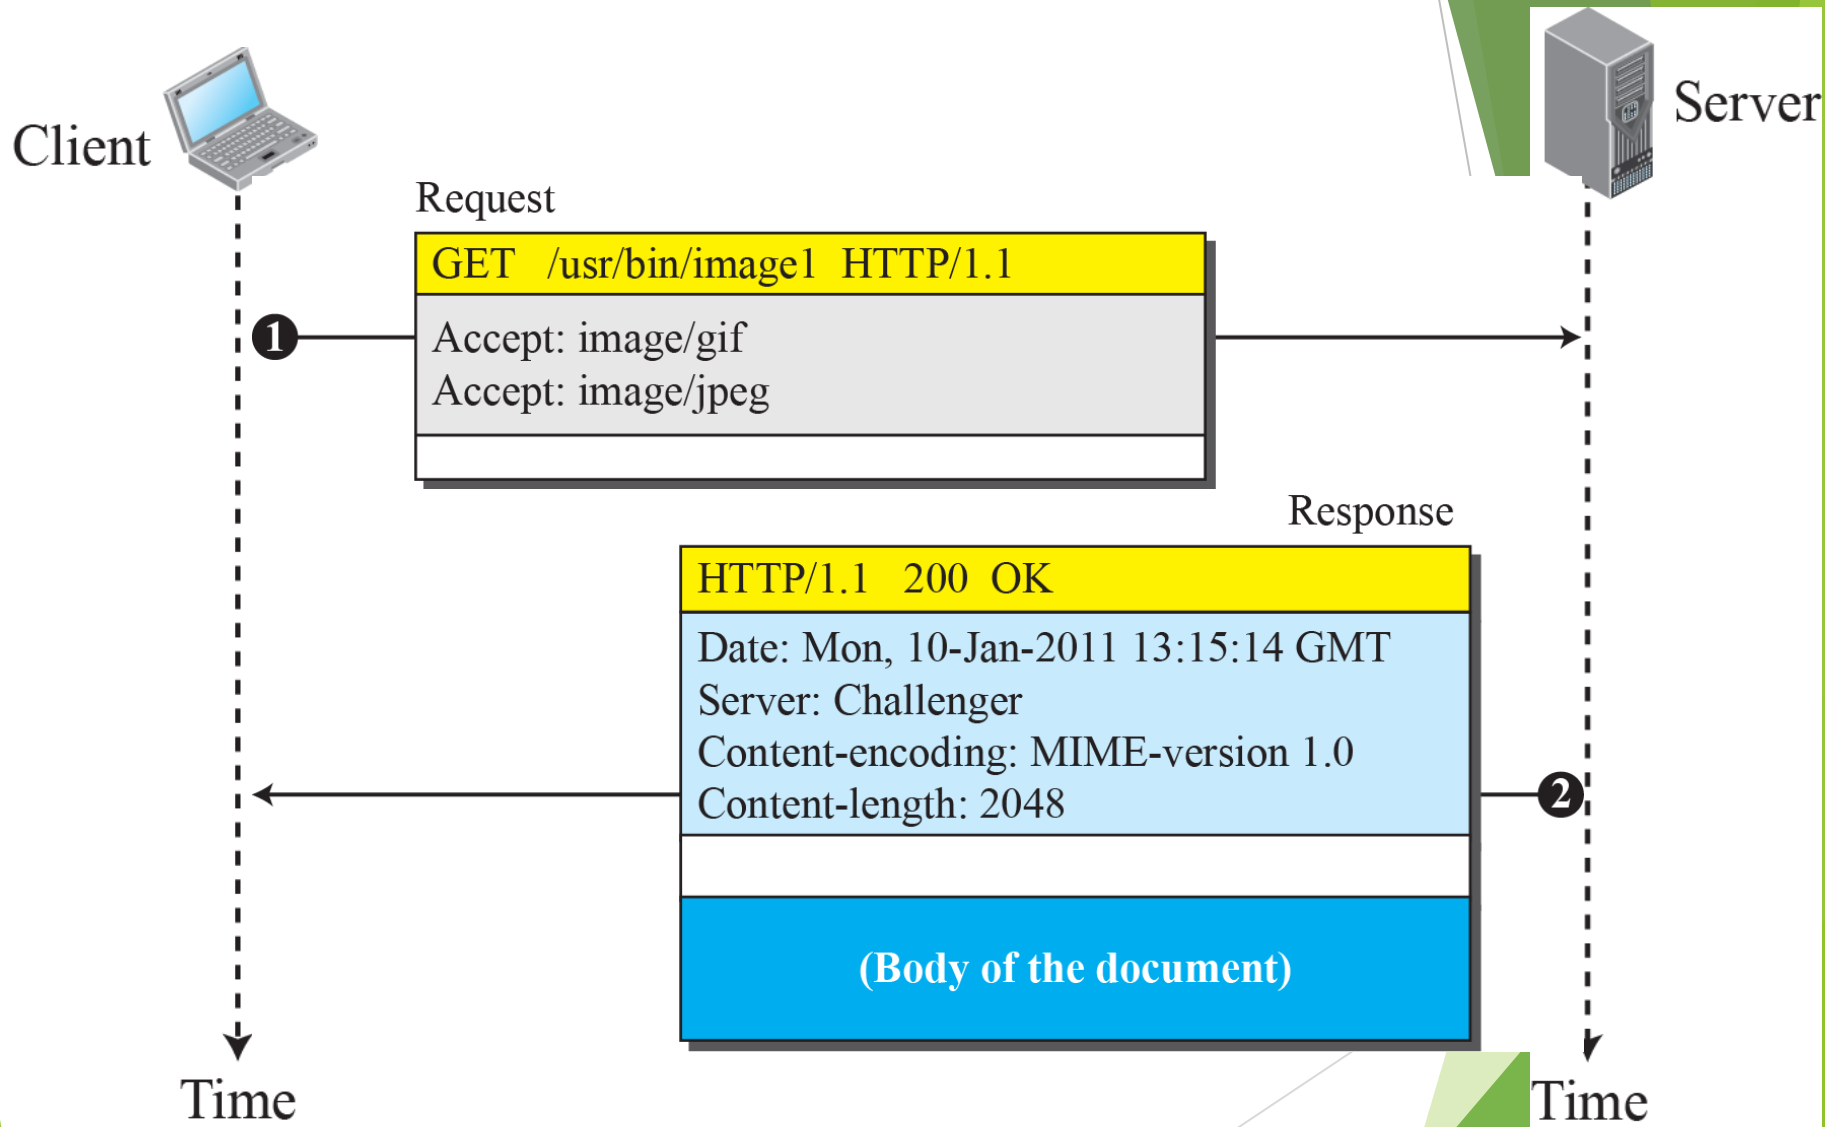 Client
Server
Request
GET /usr/bin/image1 HTTP/1.1
1
Accept: image/gif
Accept: image/jpeg
Response
HTTP/1.1 200 OK
Date: Mon, 10-Jan-2011 13:15:14 GMT
Server: Challenger
Content-encoding: MIME-version 1.0
Content-length: 2048
2
(Body of the document)
Time
Time